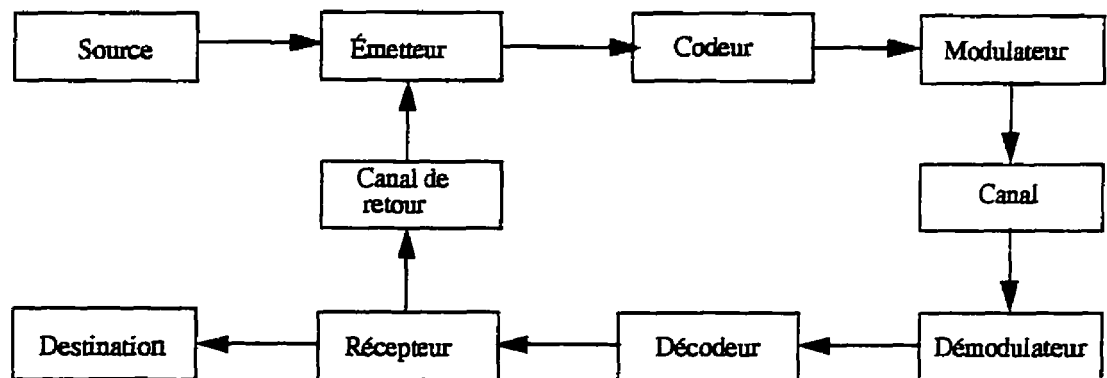 Source
Émetteur
Codeur
Modulateur
Canal de
retour
Canal
Destination
Récepteur
Décodeur
Démodulateur